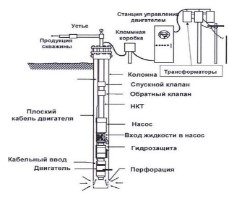 Станция управления
двигателем
Устье
Клеммная
коробка
Продукция
скважины
Трансформаторы
Колонна
Спускной клапан
Обратный клапан
Плоский
кабель двигателя
НКТ
Насос
Вход жидкости в насос
Гидрозащита
Кабельный ввод
Двигатель
Перфорация